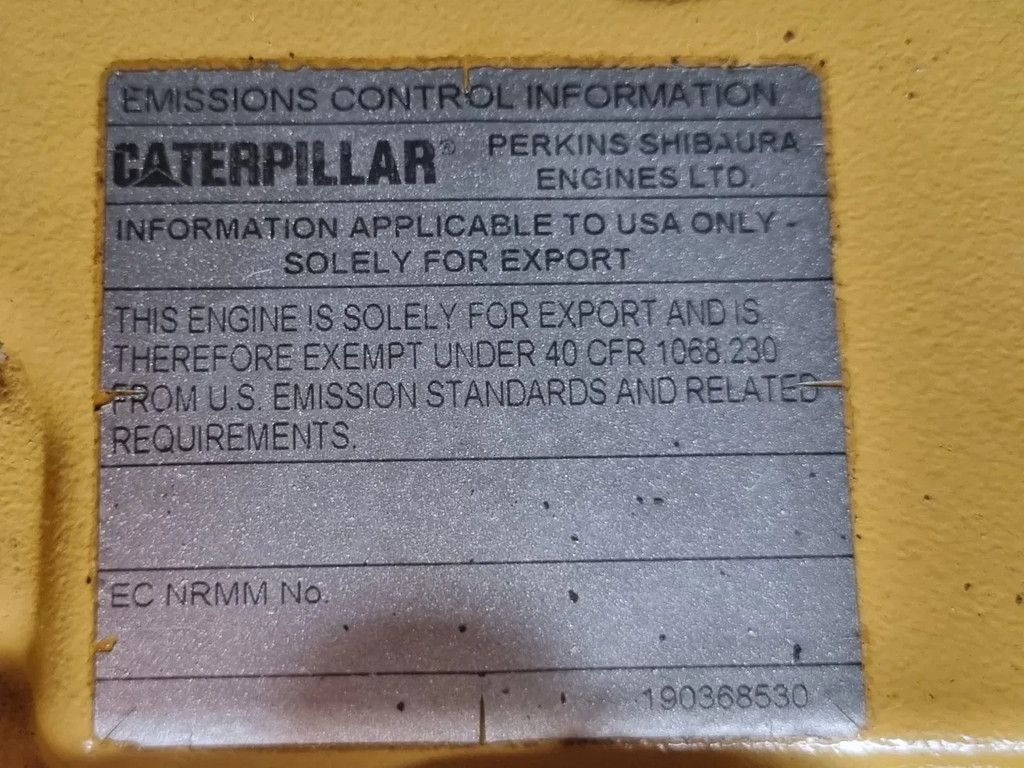 EMISSIONS CONTROL INFORMATION
CATERPILLAR® PERKINS SHIBAURA
ENGINES LTD.
INFORMATION APPLICABLE TO USA ONLY -
SOLELY FOR EXPORT
THIS ENGINE IS SOLELY FOR EXPORT AND IS
THEREFORE EXEMPT UNDER 40 CFR 1068.230
FROM U.S. EMISSION STANDARDS AND RELATED
REQUIREMENTS.
EC NRMM No.
190368530